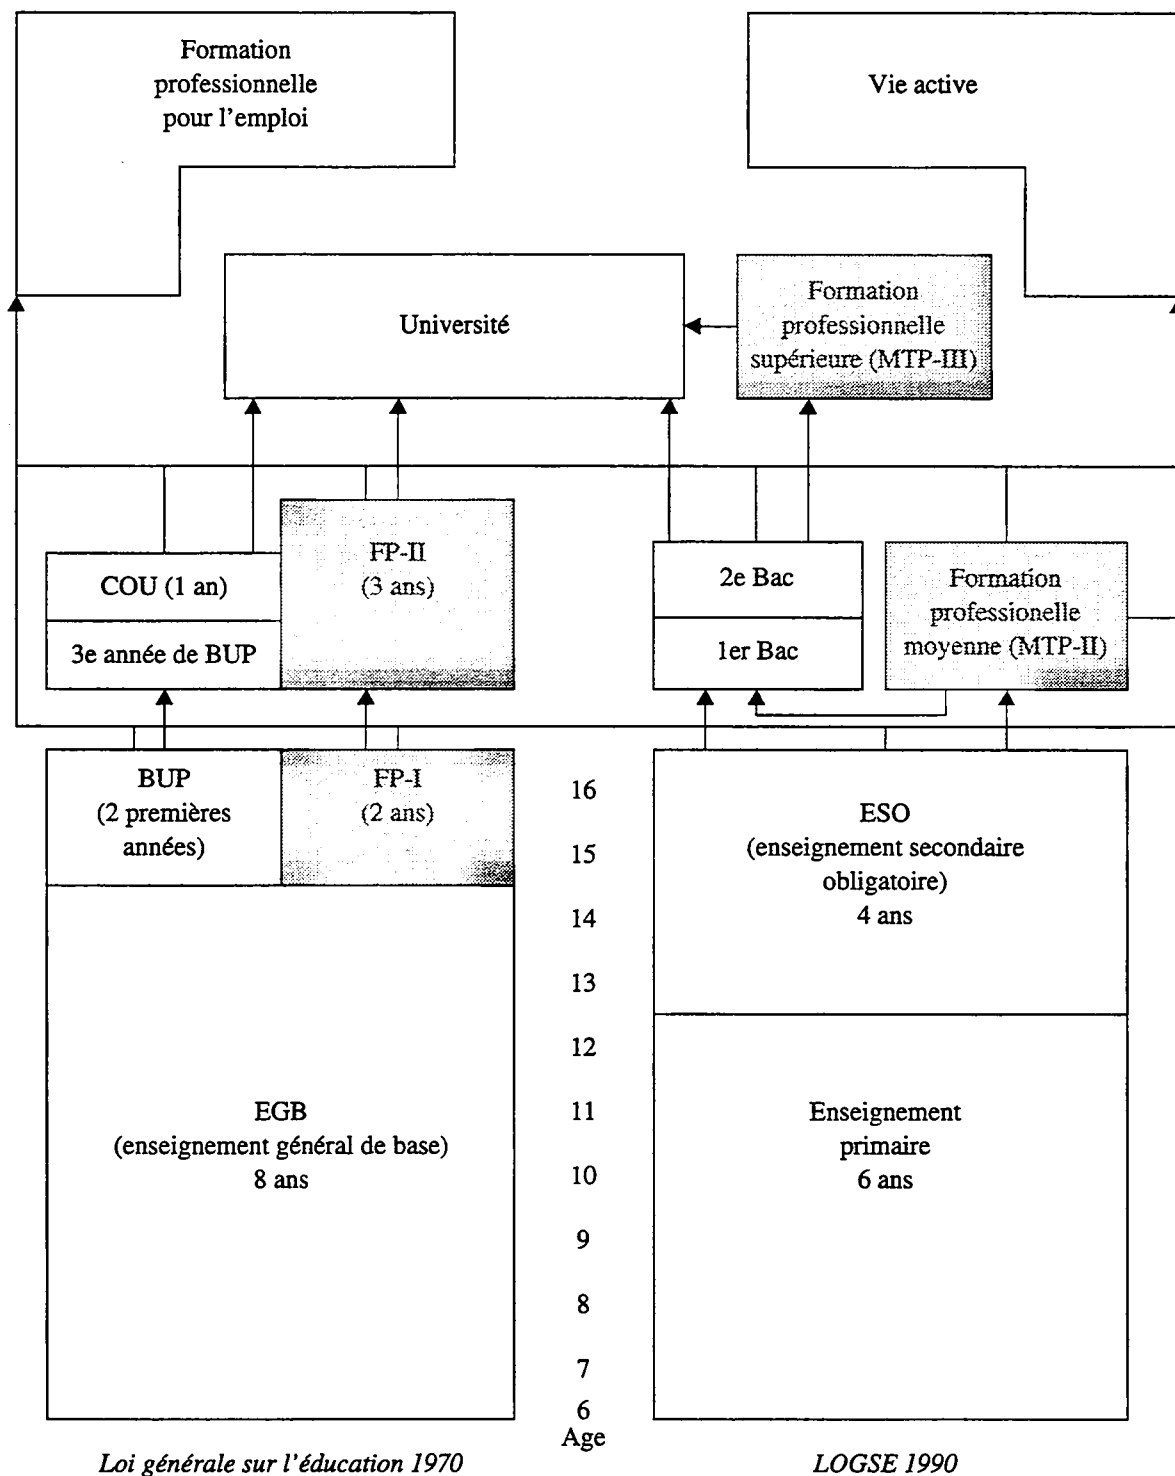 Formation
professionnelle
pour l'emploi
Vie active
Université
Formation
professionnelle
supérieure (MTP-III)
COU (1 an)
3e année de BUP
FP-II
(3 ans)
2e Bac
1er Bac
Formation
professionelle
moyenne (MTP-II)
BUP
(2 premières
années)
FP-I
(2 ans)
16
15
14
13
12
11
10
9
8
7
6
Age
ESO
(enseignement secondaire
obligatoire)
4 ans
EGB
(enseignement général de base)
8 ans
Enseignement
primaire
6 ans
Loi générale sur l'éducation 1970
LOGSE 1990